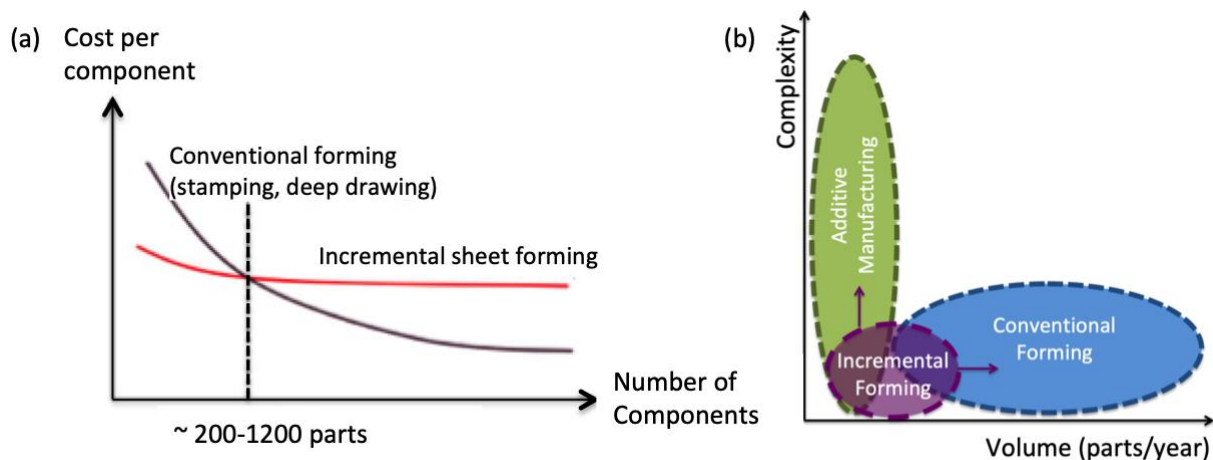 (a)
Cost per
component
Conventional forming
(stamping, deep drawing)
Incremental sheet forming
Number of
Components
~ 200-1200 parts
(b)
Complexity
Additive
Manufacturing
Conventional
Forming
Incremental
Forming
Volume (parts/year)